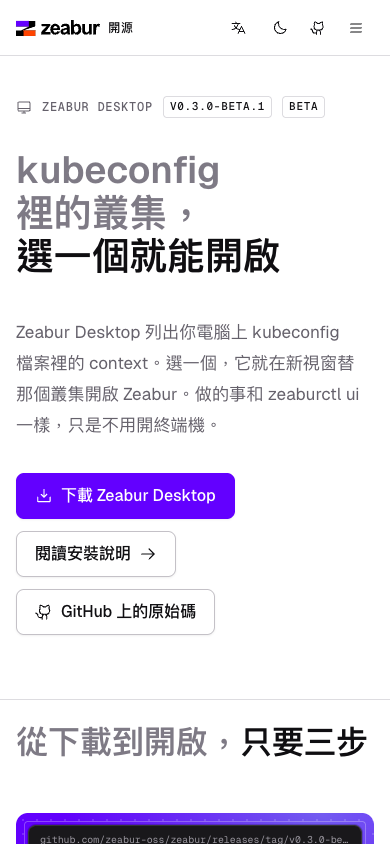 zeabur 開源
ZEABUR DESKTOP V0.3.0-BETA.1 BETA
kubeconfig
裡的叢集，
選一個就能開啟
Zeabur Desktop 列出你電腦上 kubeconfig
檔案裡的 context。選一個，它就在新視窗替
那個叢集開啟 Zeabur。做的事和 zeaburctl ui
一樣，只是不用開終端機。
下載 Zeabur Desktop
閱讀安裝說明
GitHub 上的原始碼
從下載到開啟，只要三步
github.com/zeabur-oss/zeabur/releases/tag/v0.3.0-be…